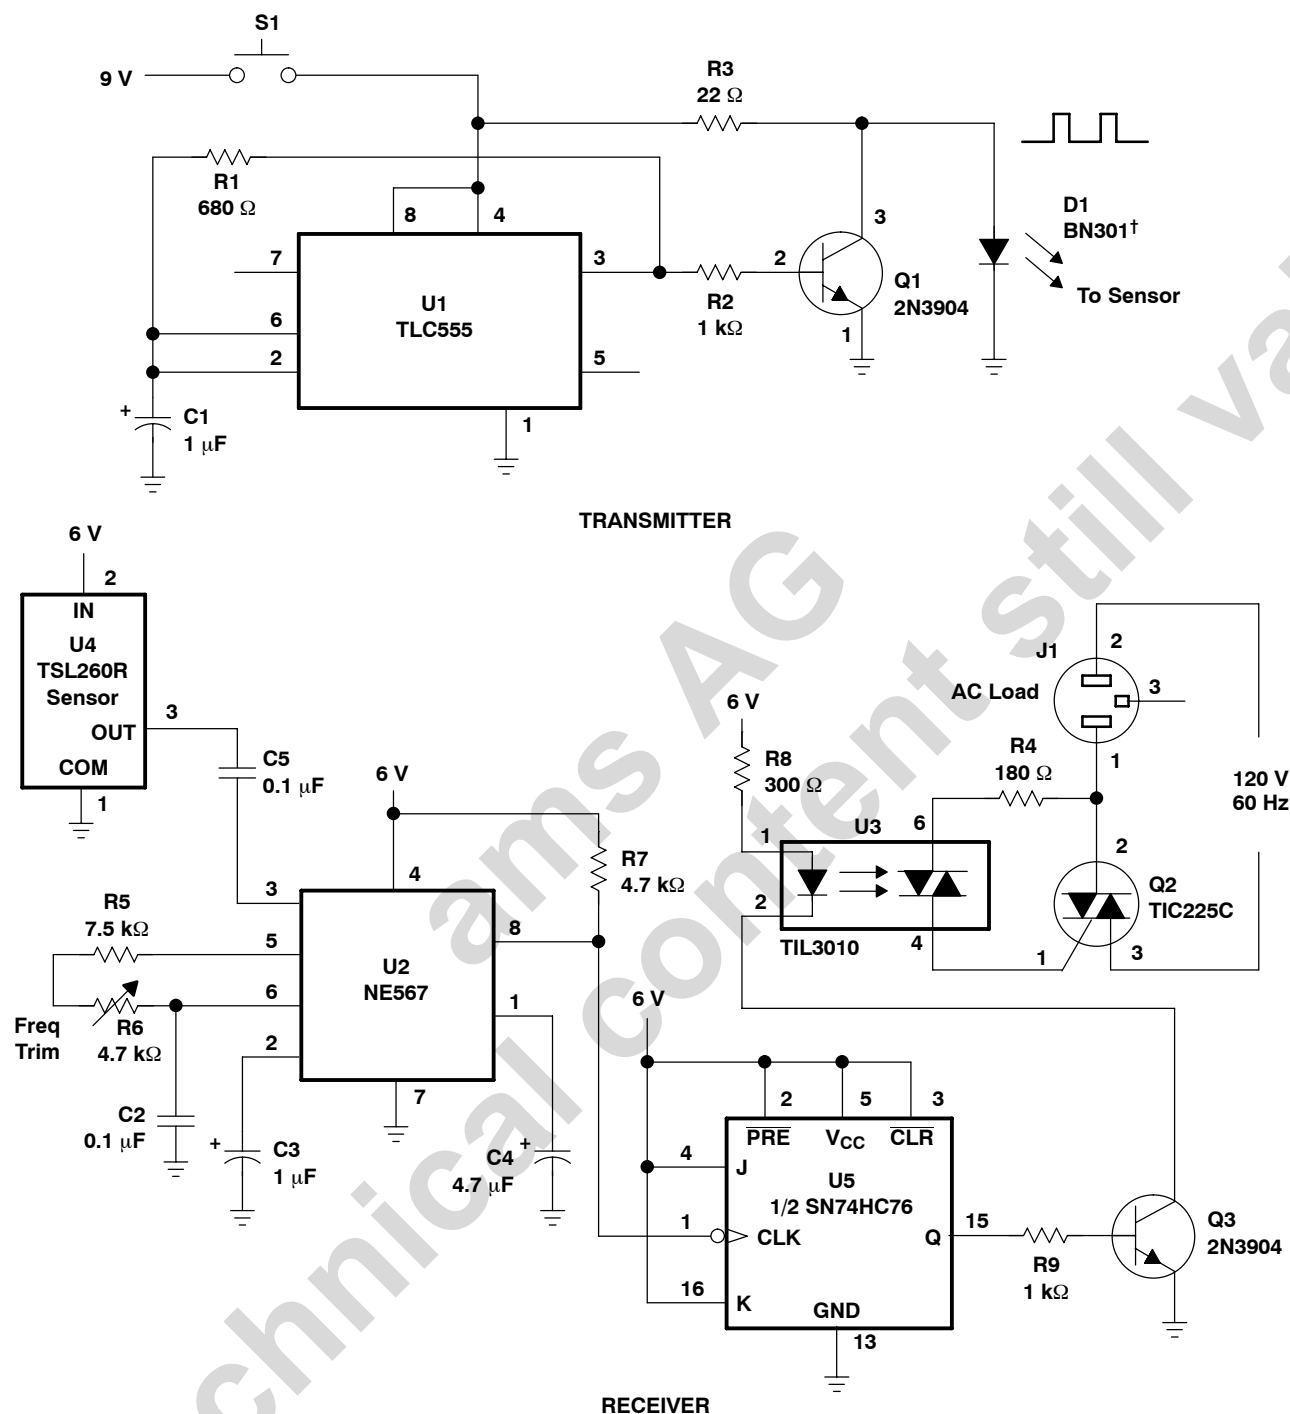 S1
9 V
R3
22 Ω
R1
680 Ω
8
4
7
3
6
2
5
1
U1
TLC555
R2
1 kΩ
2
3
1
Q1
2N3904
D1
BN301†
To Sensor
+
C1
1 μF
TRANSMITTER
6 V
2
IN
U4
TSL260R
Sensor
OUT
3
COM
1
C5
0.1 μF
6 V
4
R7
4.7 kΩ
3
R5
7.5 kΩ
5
8
U2
NE567
6
1
Freq
Trim
R6
4.7 kΩ
2
7
C2
0.1 μF
+
C3
1 μF
+
C4
4.7 μF
6 V
R8
300 Ω
1
2
U3
6
4
TIL3010
R4
180 Ω
J1
2
AC Load
3
1
120 V
60 Hz
2
Q2
TIC225C
1
3
6 V
2
5
3
PRE
VCC
CLR
4
J
U5
1/2 SN74HC76
1
CLK
Q
15
16
K
GND
13
R9
1 kΩ
Q3
2N3904
RECEIVER
ams AG
chnical content still va